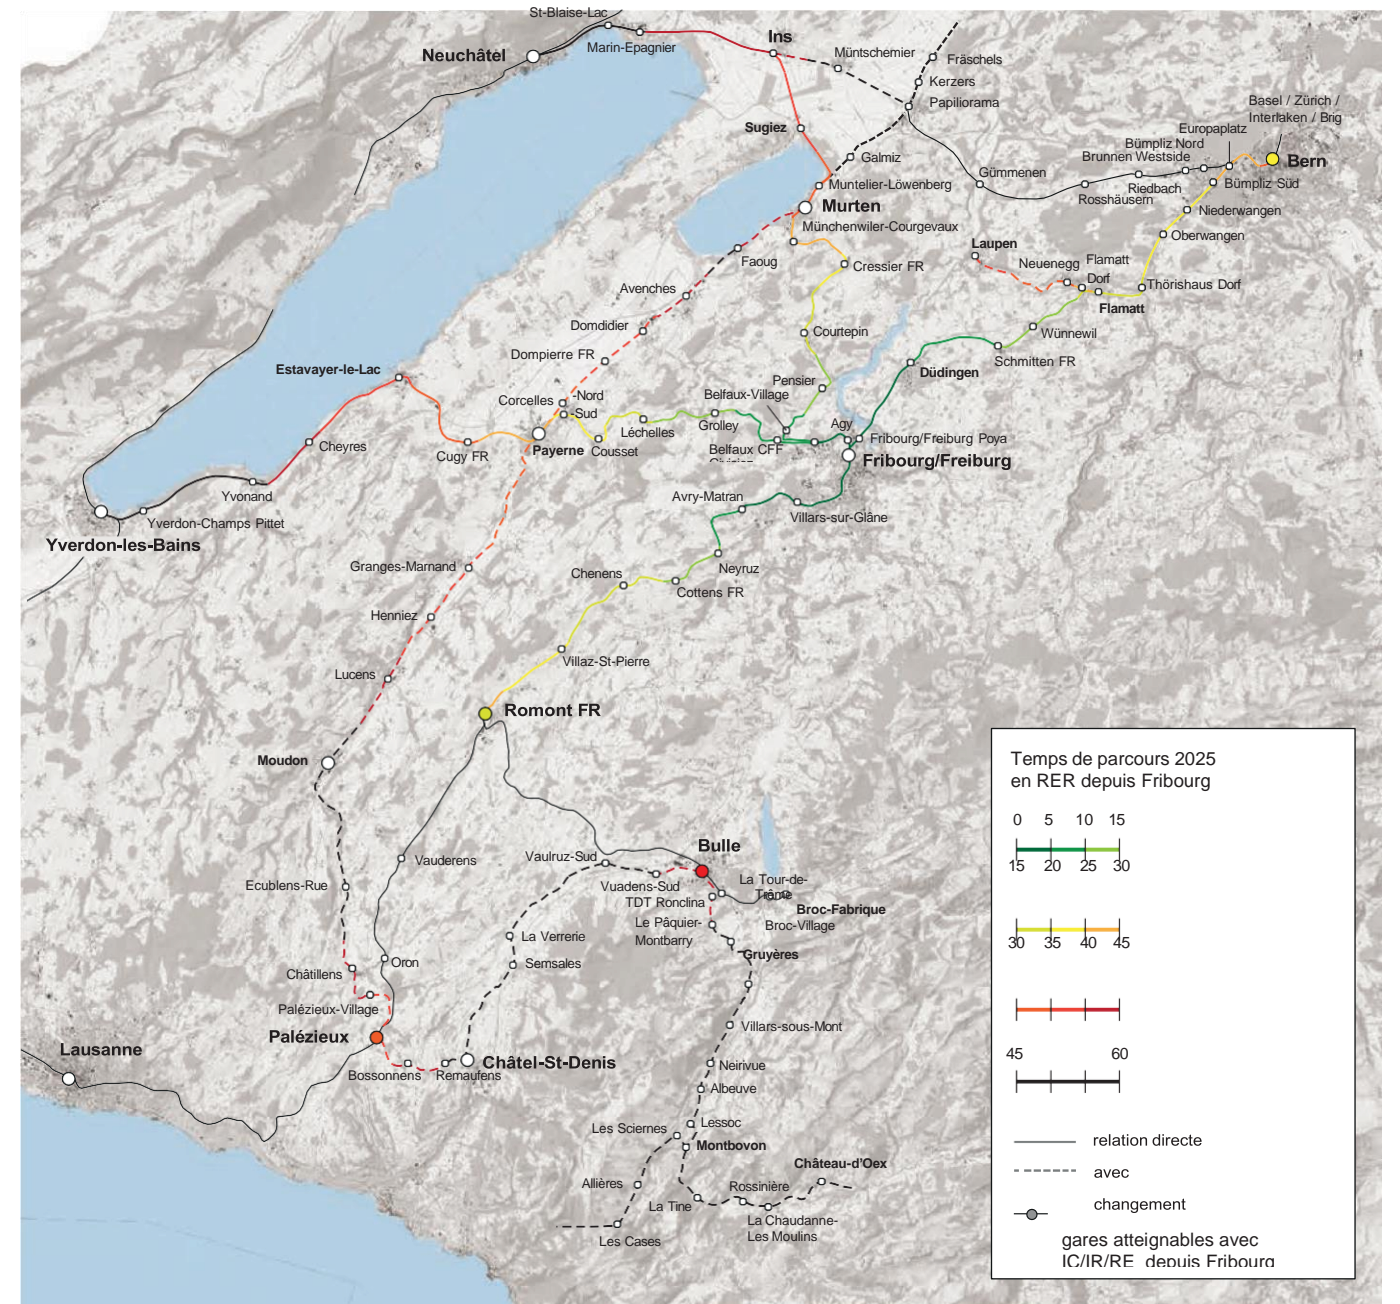 St-Blaise-Lac
Neuchâtel
Marin-Epagnier
Ins
Müntschemier
Fräschels
Kerzers
Papiliorama
Basel / Zürich /
Interlaken / Brig
Europaplatz
Bümpliz Nord
Brunnen Westside
Bern
Sugiez
Galmiz
Gümmenen
Riedbach
Rosshäusern
Bümpliz Süd
Muntelier-Löwenberg
Murten
Niederwangen
Münchenwiler-Courgevaux
Oberwangen
Laupen
Faoug
Cressier FR
Neuenegg
Flamatt
Dorf
Thörishaus Dorf
Avenches
Flamatt
Domdidier
Courtepin
Wünnewil
Dompierre FR
Schmitten FR
Estavayer-le-Lac
Düdingen
Pensier
Belfaux-Village
Corcelles
-Nord
-Sud
Léchelles
Grolley
Agy
Fribourg/Freiburg Poya
Cheyres
Cugy FR
Payerne
Cousset
Belfaux CFF
Givisiez
Fribourg/Freiburg
Yvonand
Avry-Matran
Villars-sur-Glâne
Yverdon-Champs Pittet
Yverdon-les-Bains
Granges-Marnand
Chenens
Neyruz
Cottens FR
Henniez
Villaz-St-Pierre
Lucens
Romont FR
Moudon
Temps de parcours 2025
en RER depuis Fribourg
0 5 10 15
15 20 25 30
30 35 40 45
45 60
relation directe
avec
changement
gares atteignables avec
IC/IR/RE depuis Fribourg
Bulle
Vauderens
Vaulruz-Sud
Ecublens-Rue
Vuadens-Sud
La Tour-de-
Trême
TDT Ronclina
Broc-Fabrique
Le Pâquier-
Montbarry
Broc-Village
La Verrerie
Gruyères
Oron
Semsales
Châtillens
Palézieux-Village
Villars-sous-Mont
Palézieux
Lausanne
Châtel-St-Denis
Bossonnens
Remaufens
Neirivue
Albeuve
Lessoc
Les Sciernes
Montbovon
Château-d'Oex
Allières
Rossinière
La Tine
La Chaudanne-
Les Moulins
Les Cases